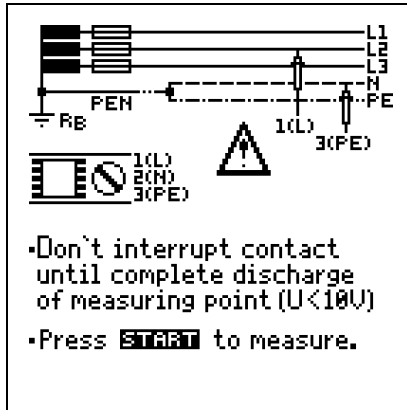 L1
L2
L3
N
PE
PEN
RB
1(L)
3(PE)
1(L)
2(N)
3(PE)
•Don`t interrupt contact
until complete discharge
of measuring point (U<10V)
•Press START to measure.